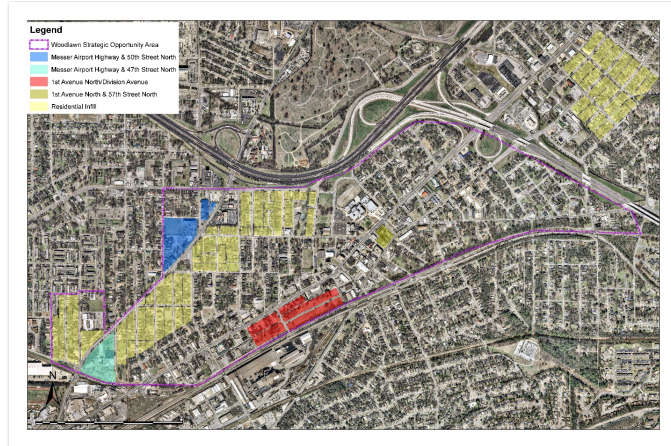 Legend
Woodlawn Strategic Opportunity Area
Messer Airport Highway & 50th Street North
Messer Airport Highway & 47th Street North
1st Avenue North/Division Avenue
1st Avenue North & 57th Street North
Residential Infill
N